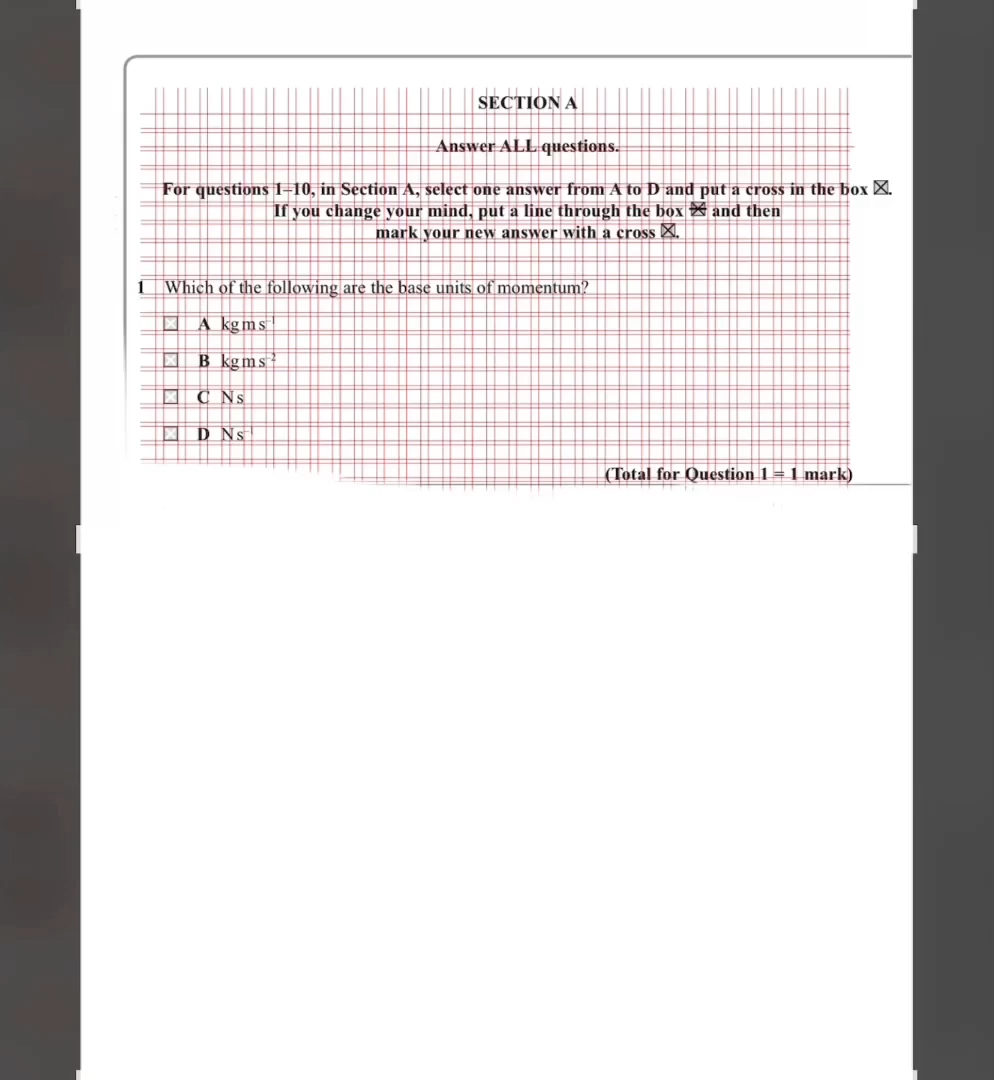 SECTION A
Answer ALL questions.
For questions 1–10, in Section A, select one answer from A to D and put a cross in the box ☒.
If you change your mind, put a line through the box ☒ and then
mark your new answer with a cross ☒.
1 Which of the following are the base units of momentum?
☒ A kg m s⁻¹
☒ B kg m s⁻²
☒ C N s
☒ D N s⁻¹
(Total for Question 1 = 1 mark)